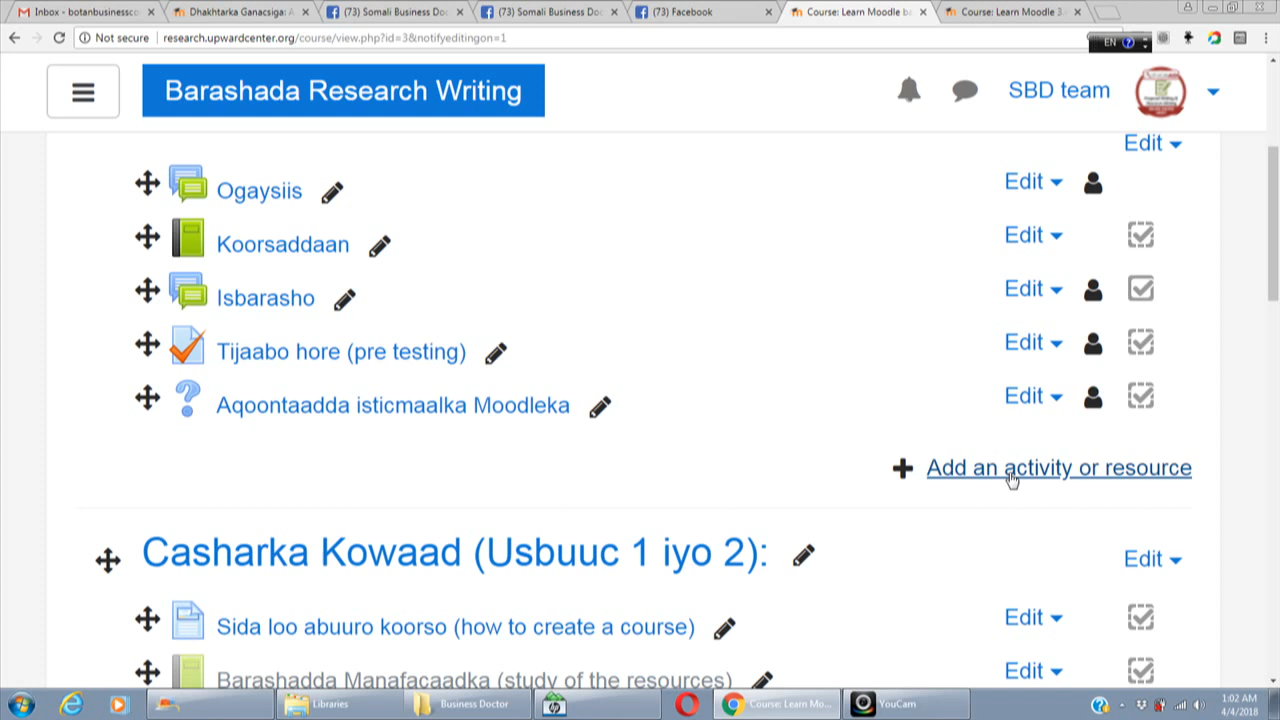 Inbox - botanbusinessco
Dhakhtarka Ganacsiga: A
(73) Somali Business Doc
(73) Somali Business Doc
(73) Facebook
Course: Learn Moodle ba
Course: Learn Moodle 3.
Not secure | research.upwardcenter.org/course/view.php?id=3&notifyeditingon=1
EN
Barashada Research Writing
SBD team
Edit
Ogaysiis
Edit
Koorsaddaan
Edit
Isbarasho
Edit
Tijaabo hore (pre testing)
Edit
Aqoontaadda isticmaalka Moodleka
Edit
Add an activity or resource
Casharka Kowaad (Usbuuc 1 iyo 2):
Edit
Sida loo abuuro koorso (how to create a course)
Edit
(study of the resources)
Edit
Libraries
Business Doctor
Course: Learn Mo...
YouCam
1:02 AM
4/4/2018